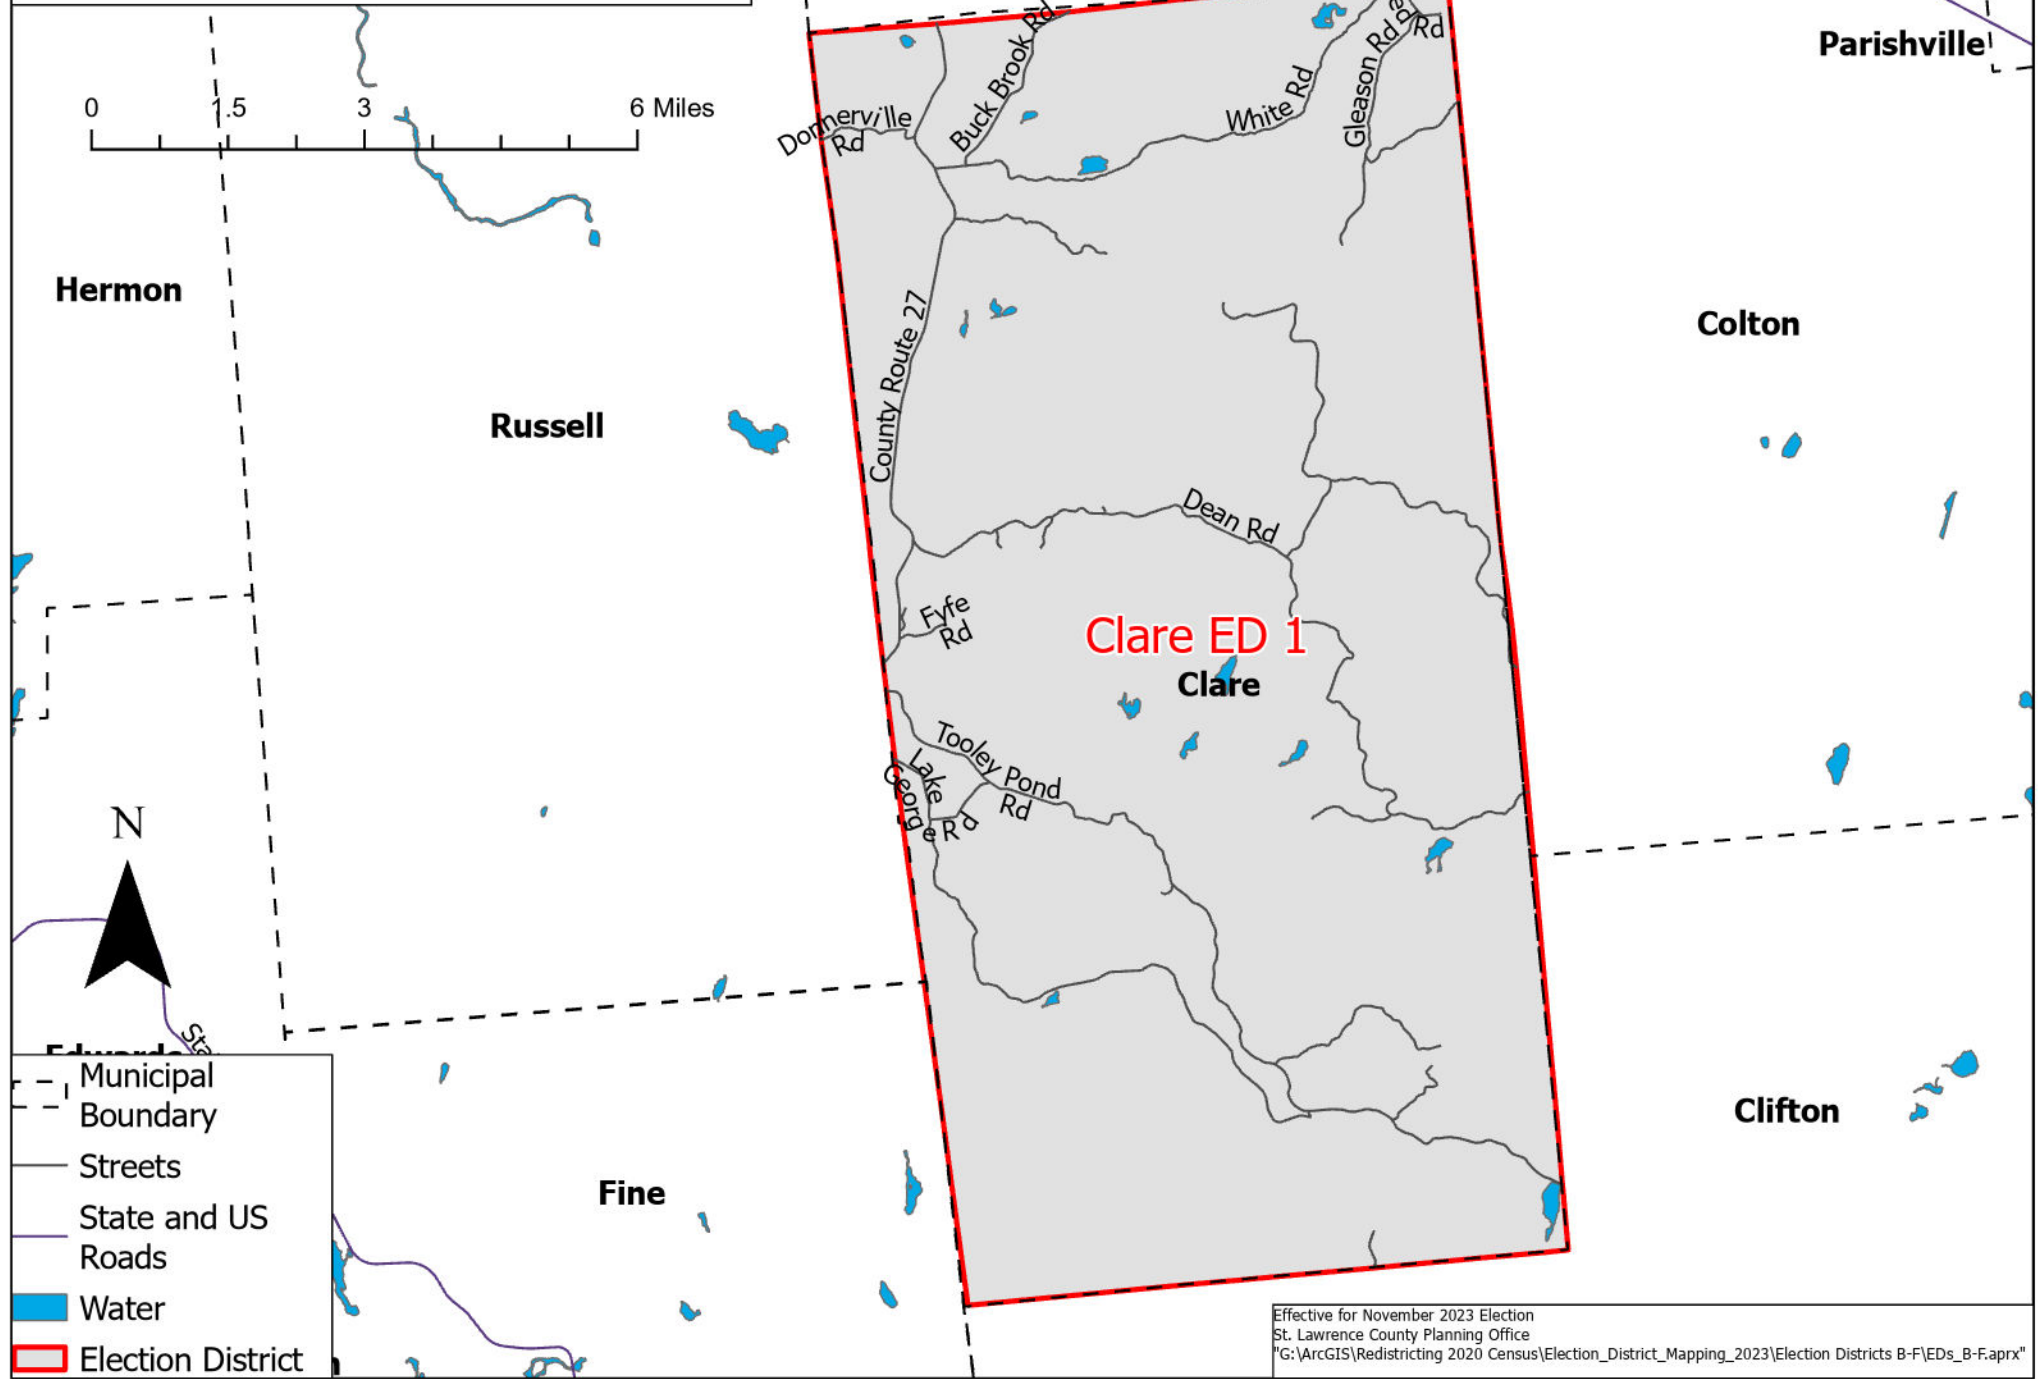 Parishville
0 1.5 3 6 Miles
Buck Brook Rd
Gleason Rd
Rd
White Rd
Donnerville
Rd
Hermon
Colton
County Route 27
Russell
Dean Rd
Fyfe
Rd
Clare ED 1
Clare
Tooley Pond
Rd
Lake
George Rd
N
Edwards
Municipal
Boundary
Streets
State and US
Roads
Water
Election District
Fine
Clifton
Effective for November 2023 Election
St. Lawrence County Planning Office
"G:\ArcGIS\Redistricting 2020 Census\Election_District_Mapping_2023\Election Districts B-F\EDs_B-F.aprx"